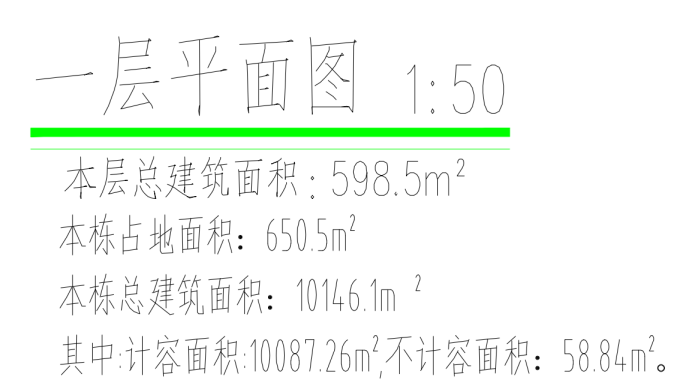 一层平面图 1:50
本层总建筑面积：598.5m²
本栋占地面积：650.5m²
本栋总建筑面积：10146.1m ²
其中:计容面积:10087.26m²,不计容面积：58.84m²。